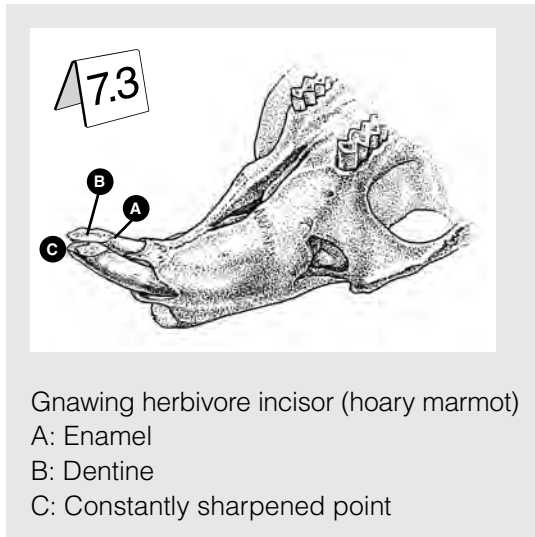 7.3
B
A
C
Gnawing herbivore incisor (hoary marmot)
A: Enamel
B: Dentine
C: Constantly sharpened point